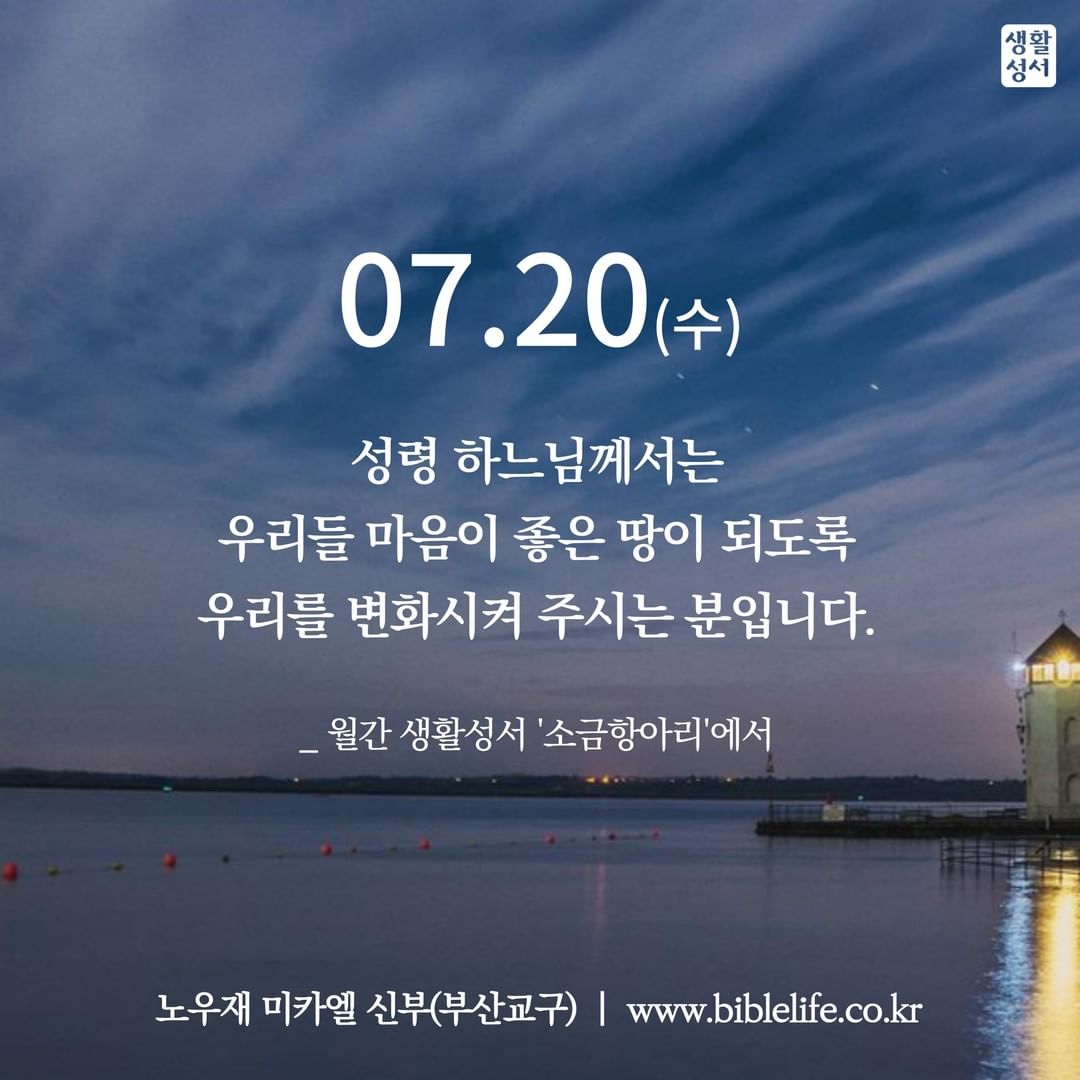 생활
성서
07.20(수)
성령 하느님께서는
우리들 마음이 좋은 땅이 되도록
우리를 변화시켜 주시는 분입니다.
_ 월간 생활성서 '소금항아리'에서
노우재 미카엘 신부(부산교구) | www.biblelife.co.kr